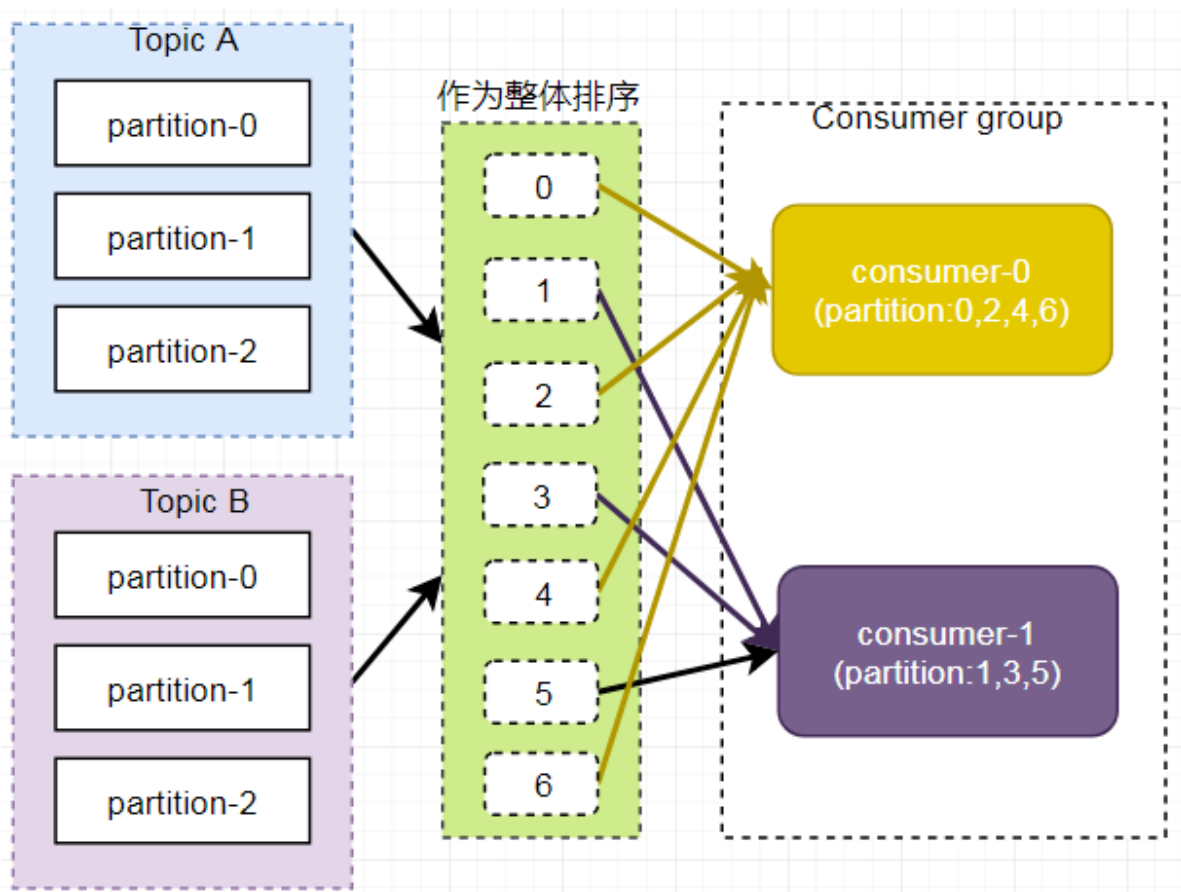 Topic A
partition-0
partition-1
partition-2
Topic B
partition-0
partition-1
partition-2
作为整体排序
0
1
2
3
4
5
6
Consumer group
consumer-0
(partition:0,2,4,6)
consumer-1
(partition:1,3,5)